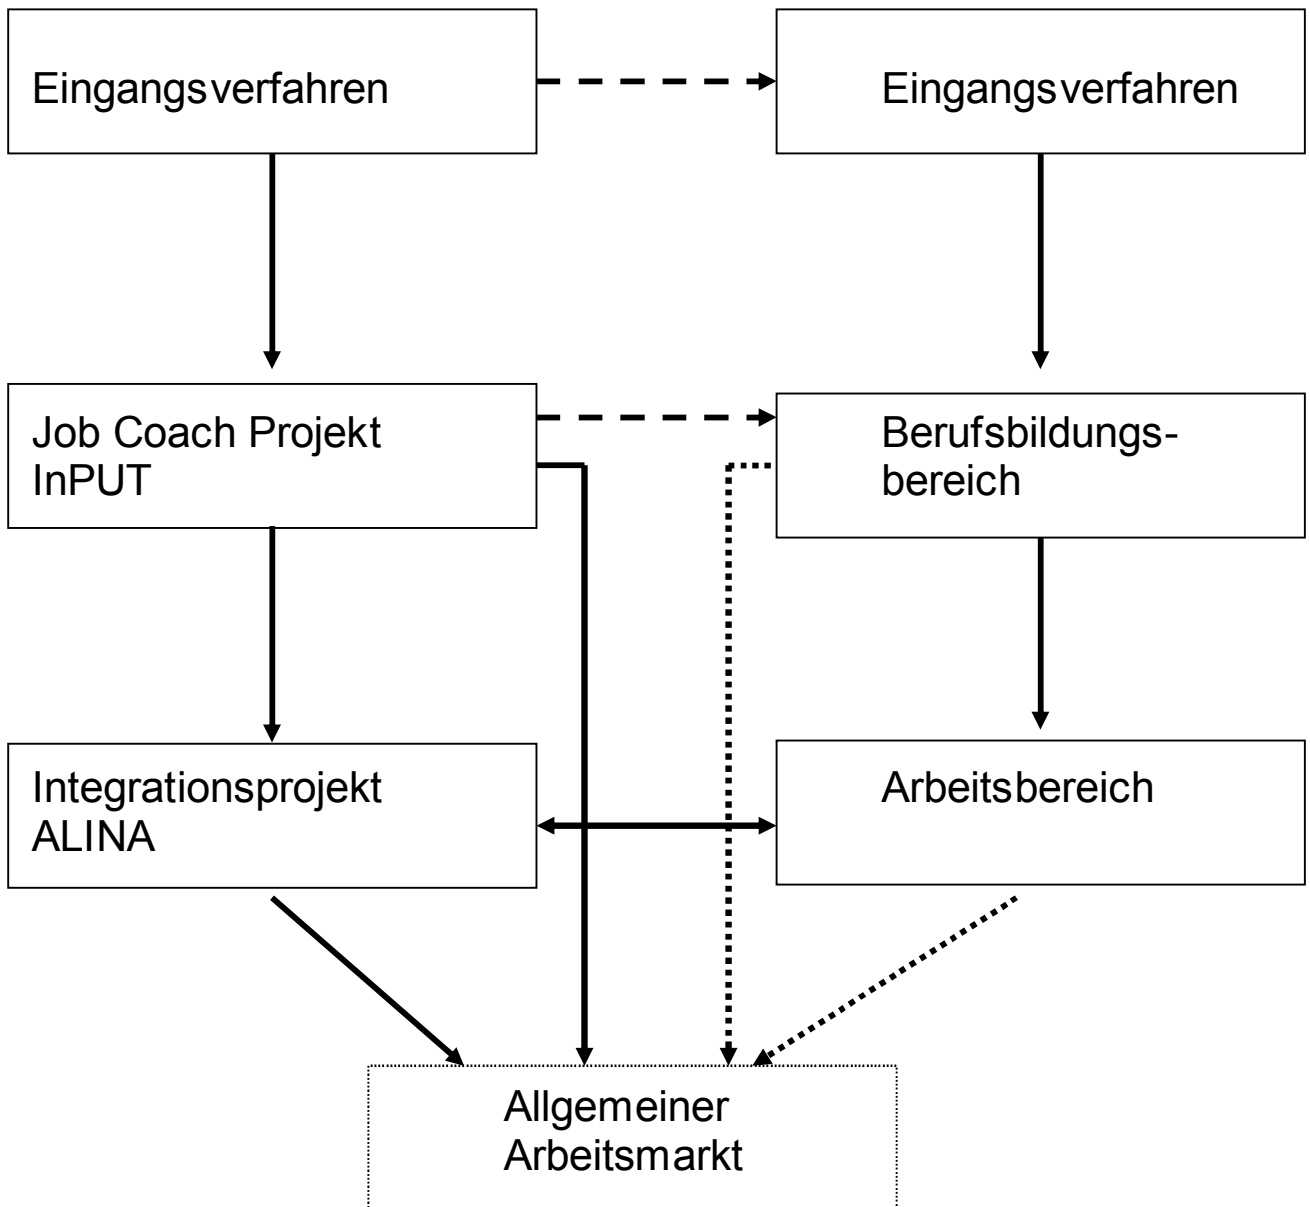 Eingangsverfahren
Eingangsverfahren
Job Coach Projekt
InPUT
Berufsbildungs-
bereich
Integrationsprojekt
ALINA
Arbeitsbereich
Allgemeiner
Arbeitsmarkt